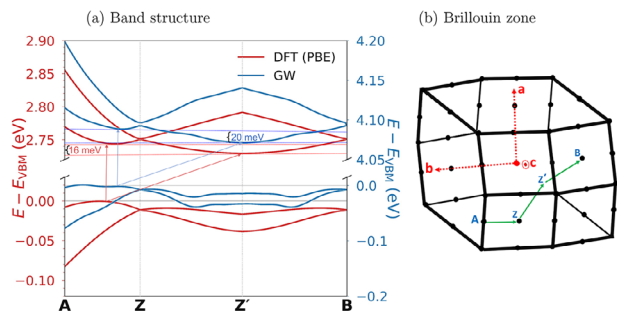 (a) Band structure
(b) Brillouin zone
2.90
2.85
2.80
2.75
0.00
−0.05
−0.10
E − E_VBM (eV)
DFT (PBE)
GW
20 meV
16 meV
4.20
4.15
4.10
4.05
0.0
−0.1
−0.2
E − E_VBM (eV)
A
Z
Z′
B
a
b
c
B
z'
A
z